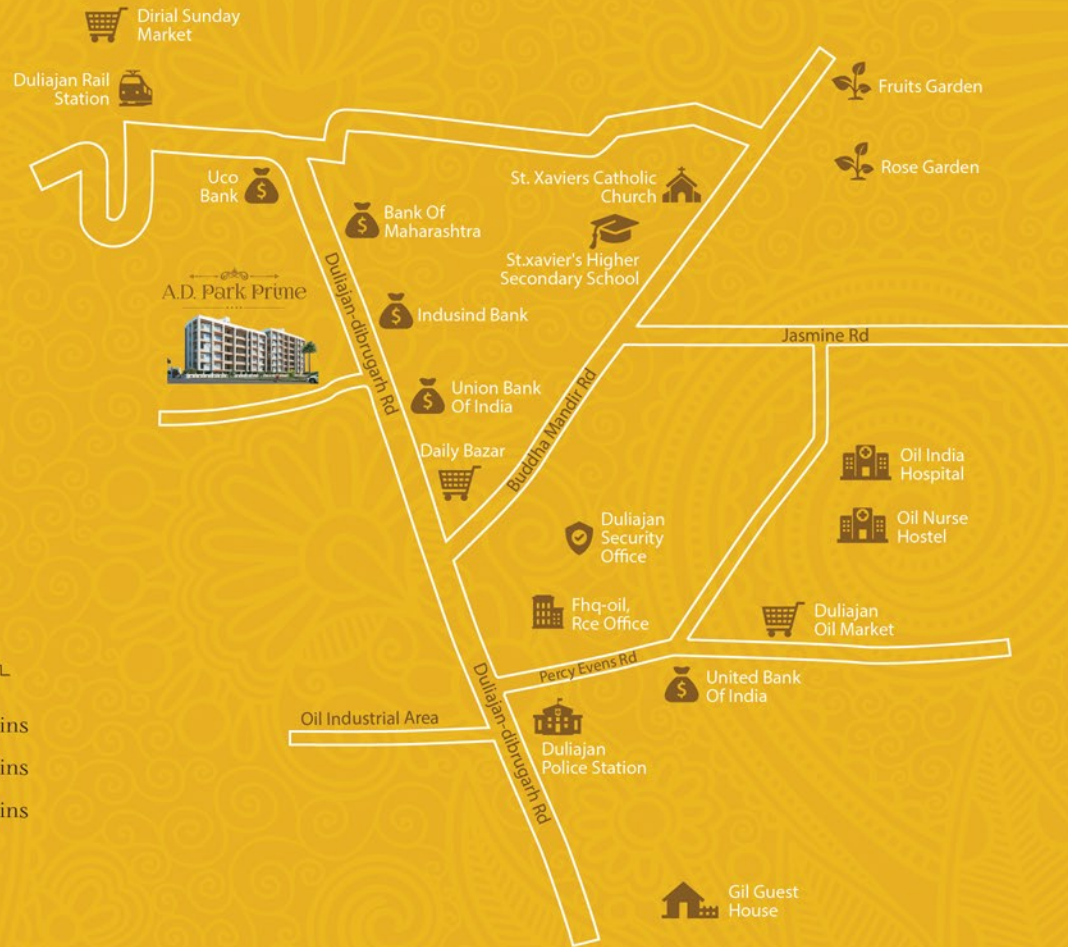 Dirial Sunday
Market
Duliajan Rail
Station
Fruits Garden
Rose Garden
Uco
Bank
Bank Of
Maharashtra
St. Xaviers Catholic
Church
St.xavier's Higher
Secondary School
A.D. Park Prime
Duliajan-dibrugarh Rd
Indusind Bank
Jasmine Rd
Union Bank
Of India
Buddha Mandir Rd
Daily Bazar
Oil India
Hospital
Oil Nurse
Hostel
Duliajan
Security
Office
Fhq-oil,
Rce Office
Duliajan
Oil Market
Percy Evens Rd
United Bank
Of India
Duliajan-dibrugarh Rd
Oil Industrial Area
Duliajan
Police Station
ins
ins
ins
Gil Guest
House